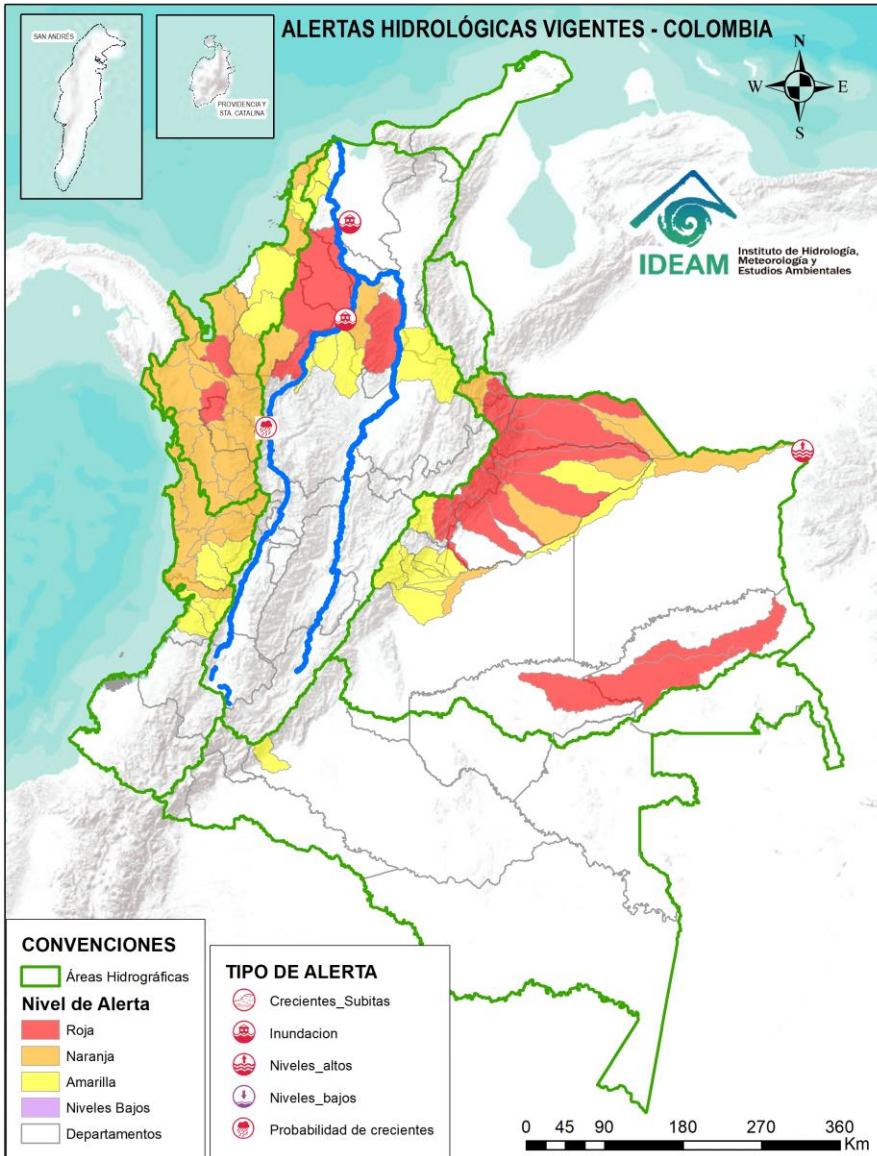 ALERTAS HIDROLÓGICAS VIGENTES - COLOMBIA
SAN ANDRÉS
PROVIDENCIA Y
STA. CATALINA
N
W E
S
IDEAM
Instituto de Hidrología,
Meteorología y
Estudios Ambientales
CONVENCIONES
Áreas Hidrográficas
Nivel de Alerta
Roja
Naranja
Amarilla
Niveles Bajos
Departamentos
TIPO DE ALERTA
Crecientes_Subitas
Inundacion
Niveles_altos
Niveles_bajos
Probabilidad de crecientes
0 45 90 180 270 360
Km